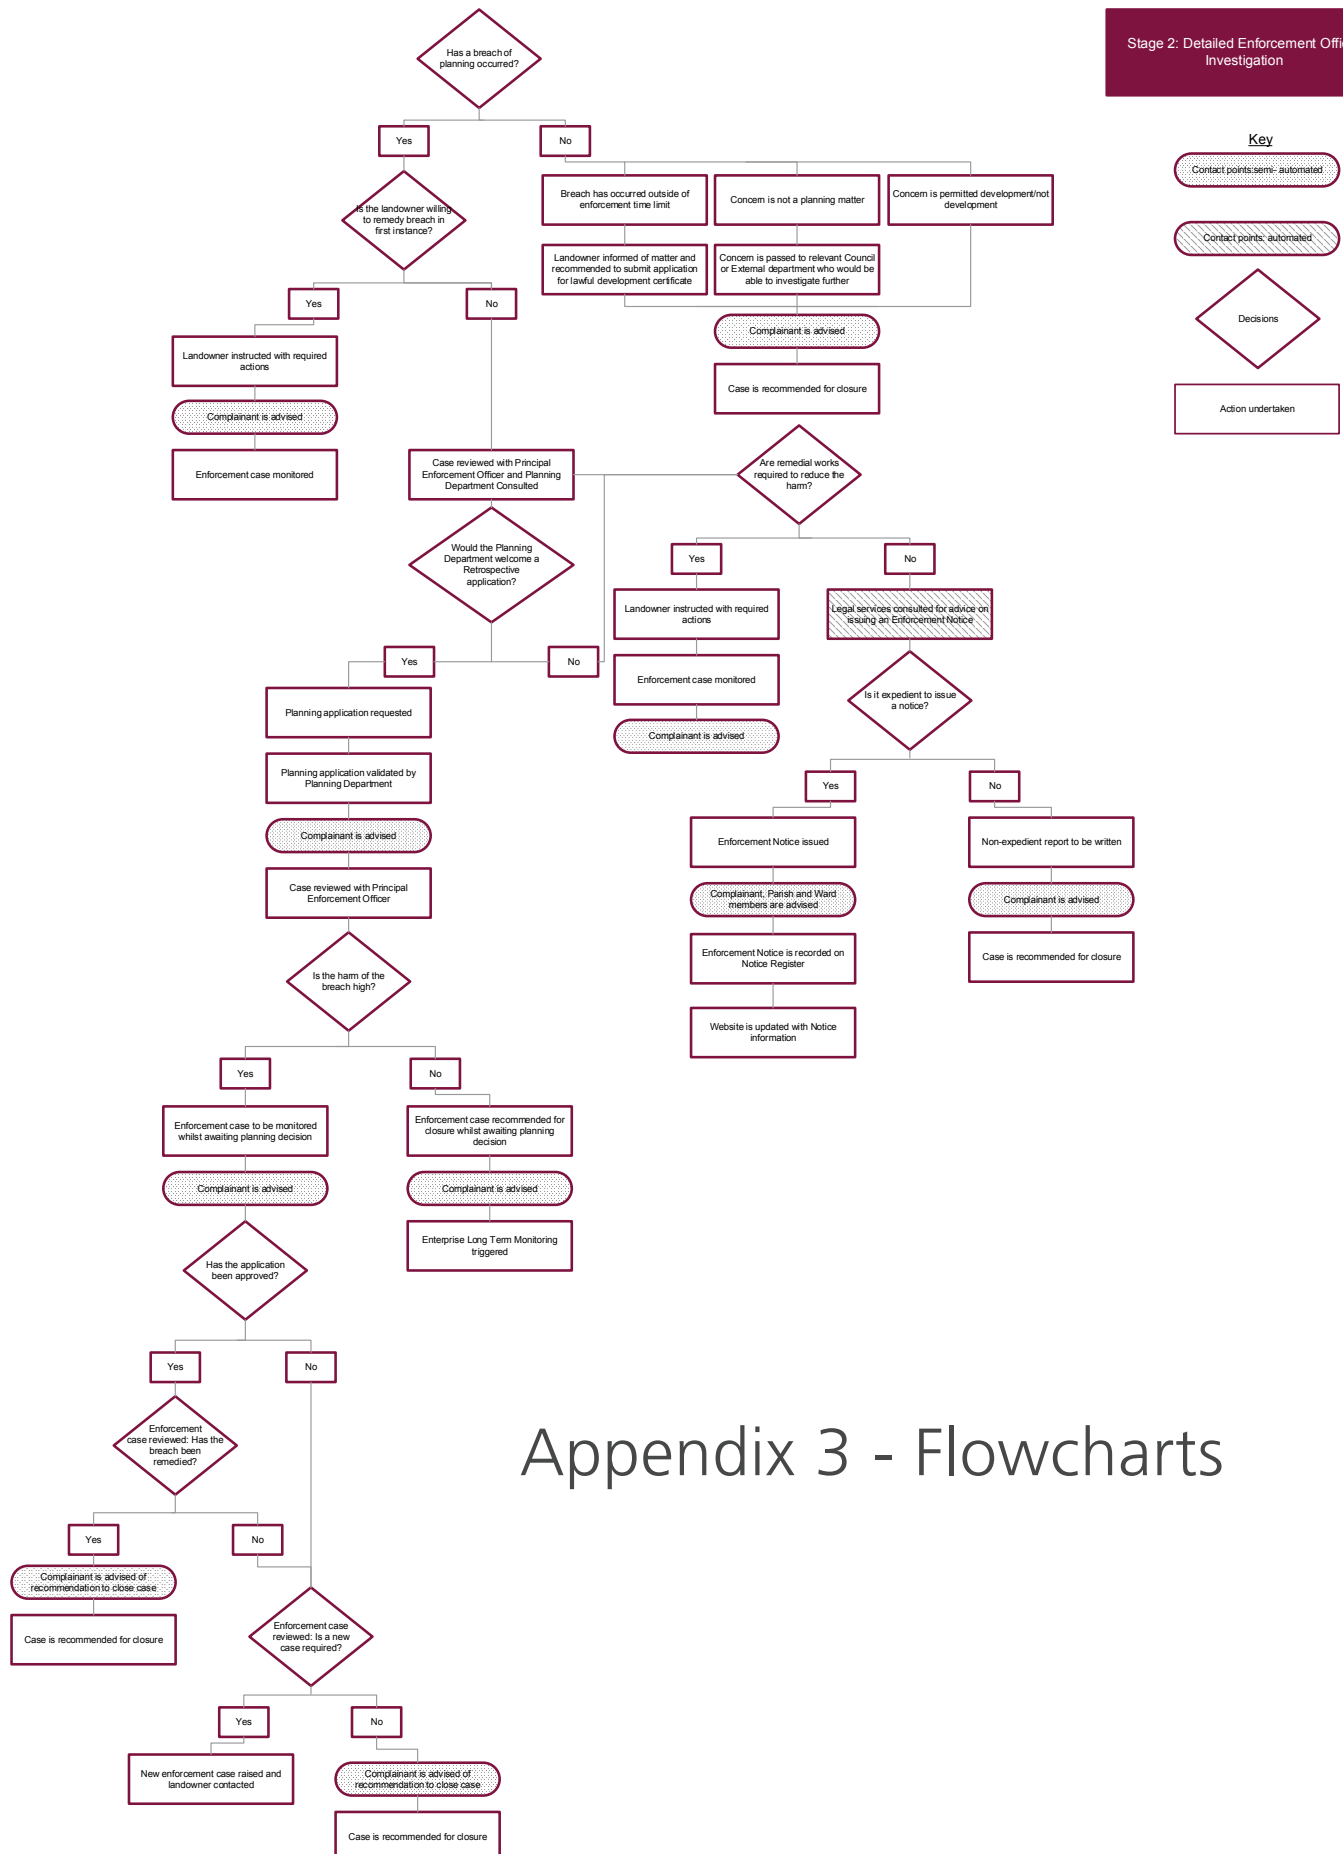 Has a breach of
planning occurred?
Stage 2: Detailed Enforcement Offi
Investigation
Key
Contact points:semi- automated
Contact points: automated
Decisions
Action undertaken
Yes
No
Is the landowner willing
to remedy breach in
first instance?
Breach has occurred outside of
enforcement time limit
Concern is not a planning matter
Concern is permitted development/not
development
Landowner informed of matter and
recommended to submit application
for lawful development certificate
Concern is passed to relevant Council
or External department who would be
able to investigate further
Complainant is advised
Case is recommended for closure
Yes
No
Landowner instructed with required
actions
Complainant is advised
Enforcement case monitored
Case reviewed with Principal
Enforcement Officer and Planning
Department Consulted
Are remedial works
required to reduce the
harm?
Would the Planning
Department welcome a
Retrospective
application?
Yes
No
Landowner instructed with required
actions
Enforcement case monitored
Complainant is advised
Legal services consulted for advice on
issuing an Enforcement Notice
Is it expedient to issue
a notice?
Yes
No
Planning application requested
Planning application validated by
Planning Department
Complainant is advised
Case reviewed with Principal
Enforcement Officer
Yes
No
Enforcement Notice issued
Complainant, Parish and Ward
members are advised
Enforcement Notice is recorded on
Notice Register
Website is updated with Notice
information
Non-expedient report to be written
Complainant is advised
Case is recommended for closure
Is the harm of the
breach high?
Yes
No
Enforcement case to be monitored
whilst awaiting planning decision
Complainant is advised
Enforcement case recommended for
closure whilst awaiting planning
decision
Complainant is advised
Enterprise Long Term Monitoring
triggered
Has the application
been approved?
Yes
No
Enforcement
case reviewed: Has the
breach been
remedied?
Appendix 3 - Flowcharts
Yes
No
Complainant is advised of
recommendation to close case
Case is recommended for closure
Enforcement case
reviewed: Is a new
case required?
Yes
No
New enforcement case raised and
landowner contacted
Complainant is advised of
recommendation to close case
Case is recommended for closure